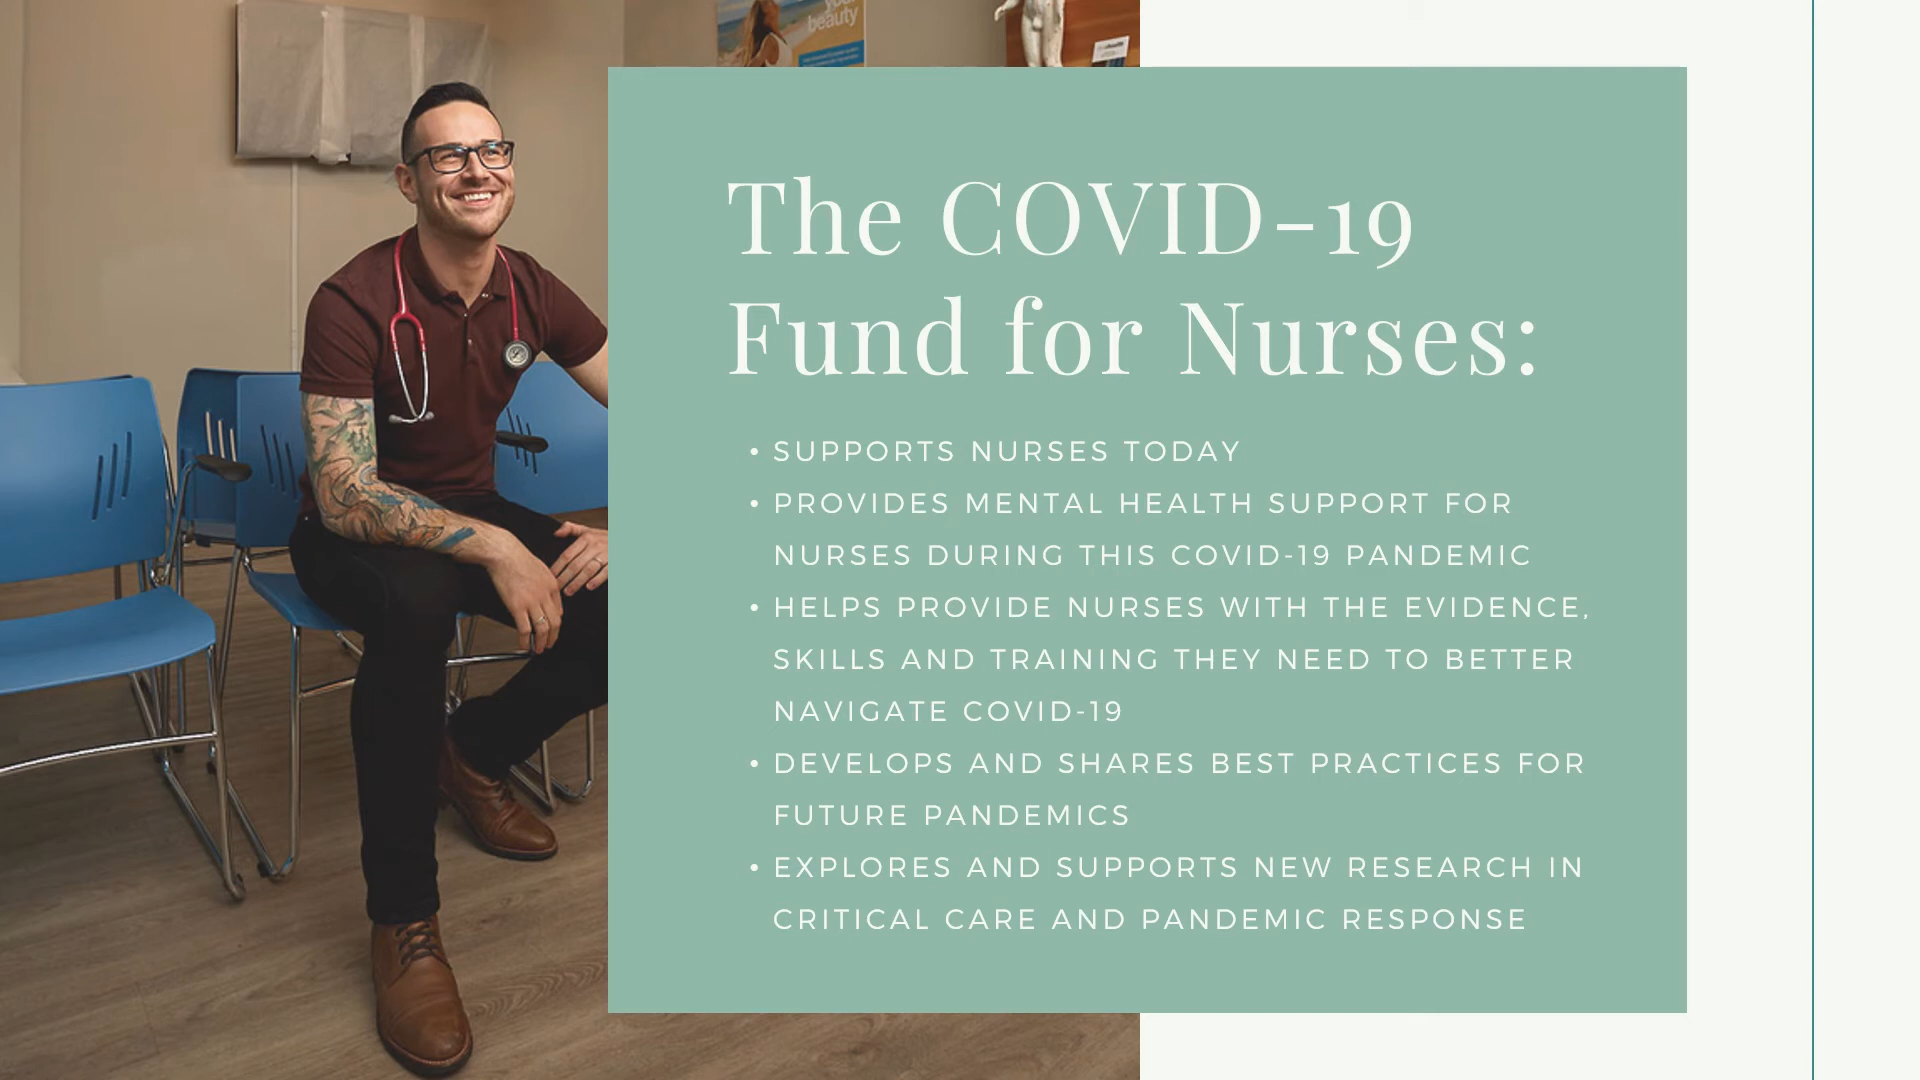 your
beauty
The COVID-19
Fund for Nurses:
• SUPPORTS NURSES TODAY
• PROVIDES MENTAL HEALTH SUPPORT FOR
NURSES DURING THIS COVID-19 PANDEMIC
• HELPS PROVIDE NURSES WITH THE EVIDENCE,
SKILLS AND TRAINING THEY NEED TO BETTER
NAVIGATE COVID-19
• DEVELOPS AND SHARES BEST PRACTICES FOR
FUTURE PANDEMICS
• EXPLORES AND SUPPORTS NEW RESEARCH IN
CRITICAL CARE AND PANDEMIC RESPONSE